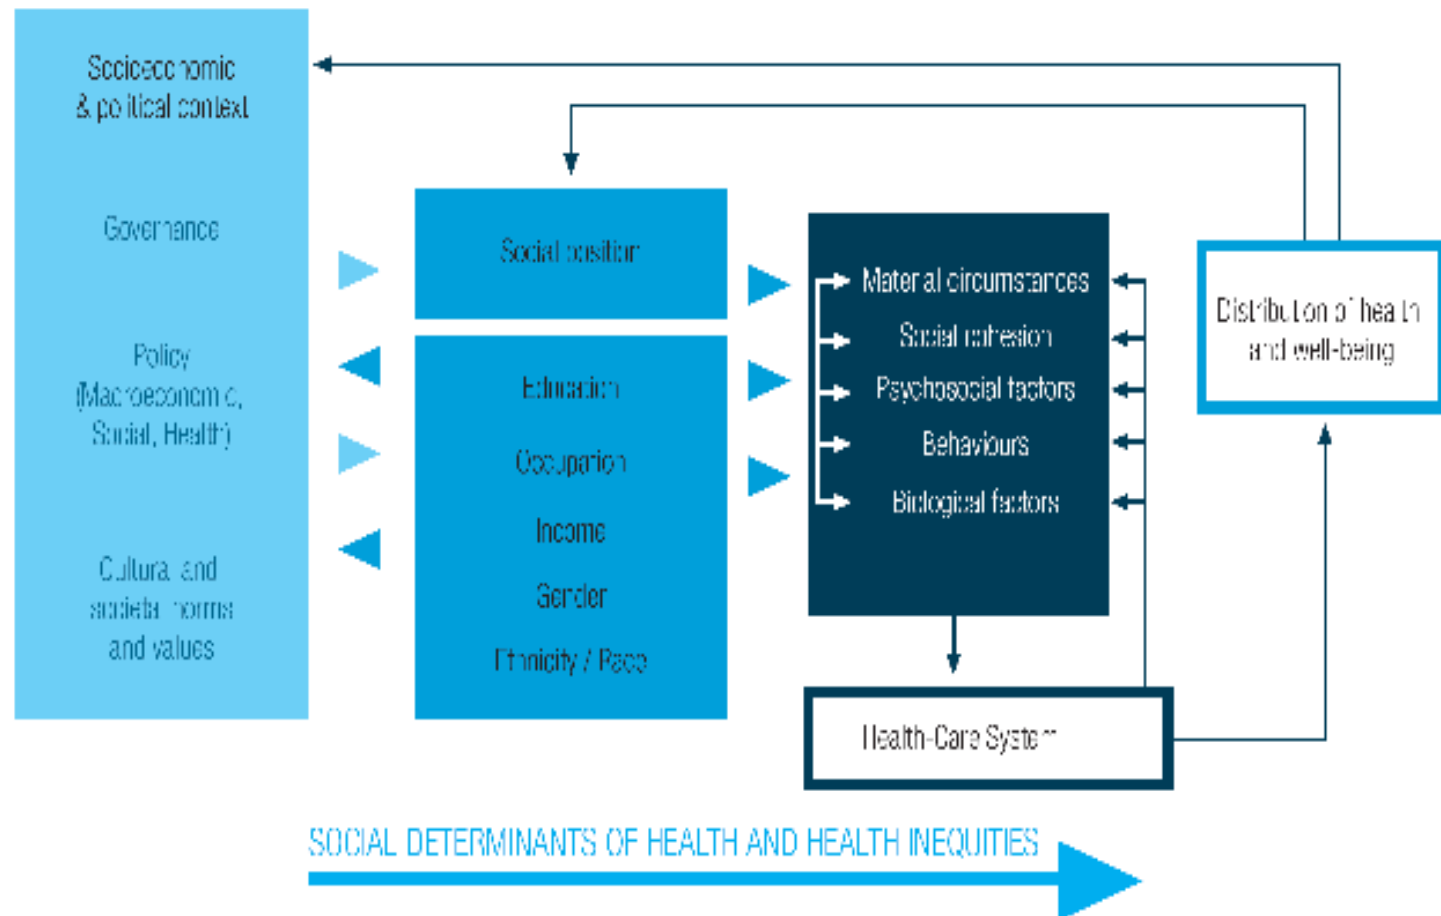 Socioeconomic
& political context
Governance
Policy
(Macroeconomic,
Social, Health)
Cultural and
societal norms
and values
Social position
Education
Occupation
Income
Gender
Ethnicity / Race
Material circumstances
Social cohesion
Psychosocial factors
Behaviours
Biological factors
Health-Care System
Distribution of health
and well-being
SOCIAL DETERMINANTS OF HEALTH AND HEALTH INEQUITIES